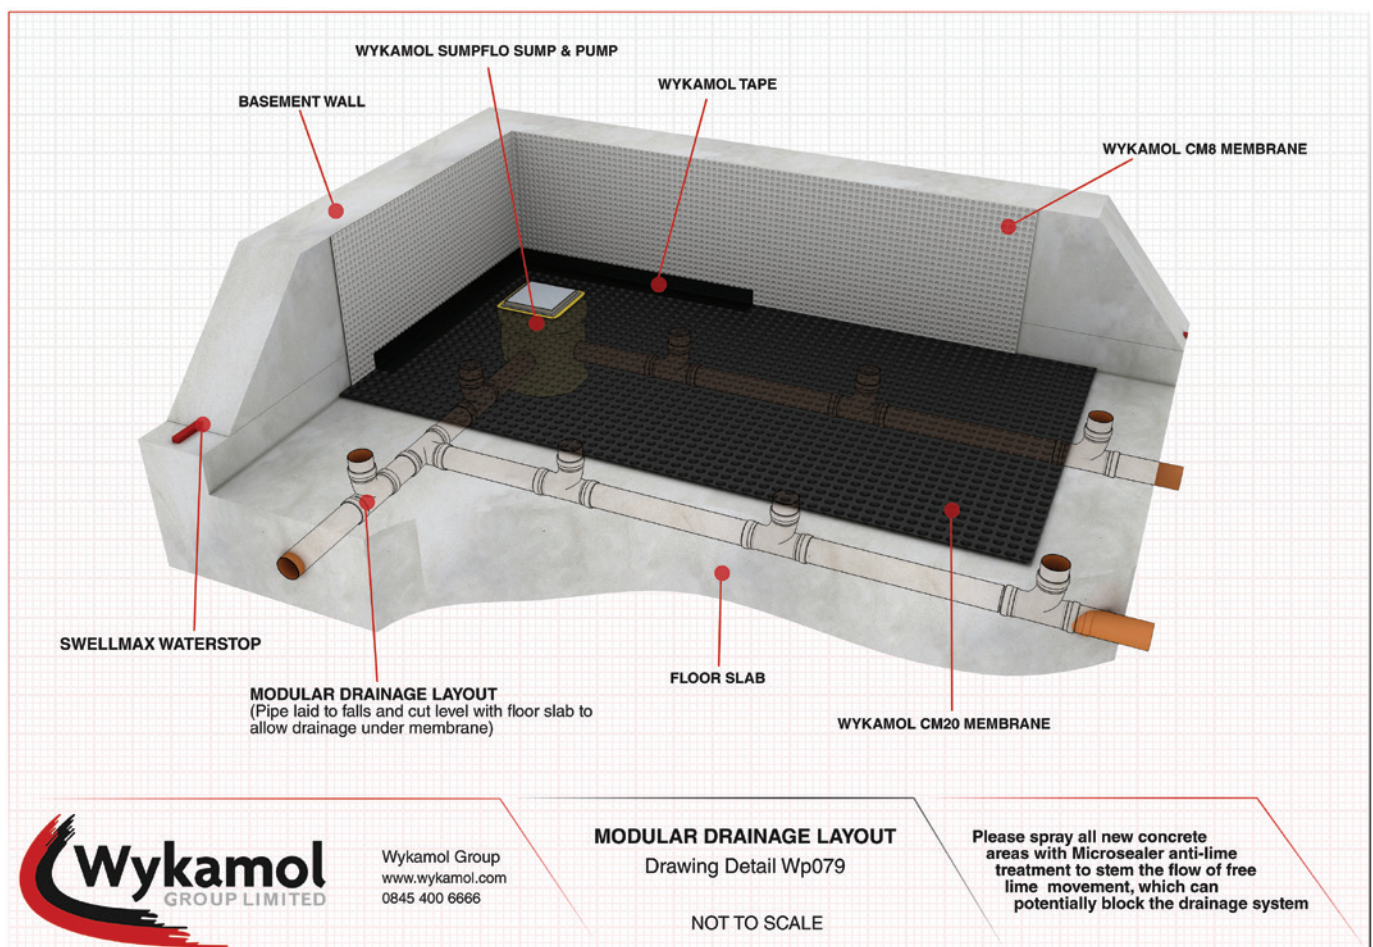 WYKAMOL SUMPFLO SUMP & PUMP
WYKAMOL TAPE
BASEMENT WALL
WYKAMOL CM8 MEMBRANE
SWELLMAX WATERSTOP
MODULAR DRAINAGE LAYOUT
(Pipe laid to falls and cut level with floor slab to
allow drainage under membrane)
FLOOR SLAB
WYKAMOL CM20 MEMBRANE
Wykamol
GROUP LIMITED
Wykamol Group
www.wykamol.com
0845 400 6666
MODULAR DRAINAGE LAYOUT
Drawing Detail Wp079
NOT TO SCALE
Please spray all new concrete
areas with Microsealer anti-lime
treatment to stem the flow of free
lime movement, which can
potentially block the drainage system